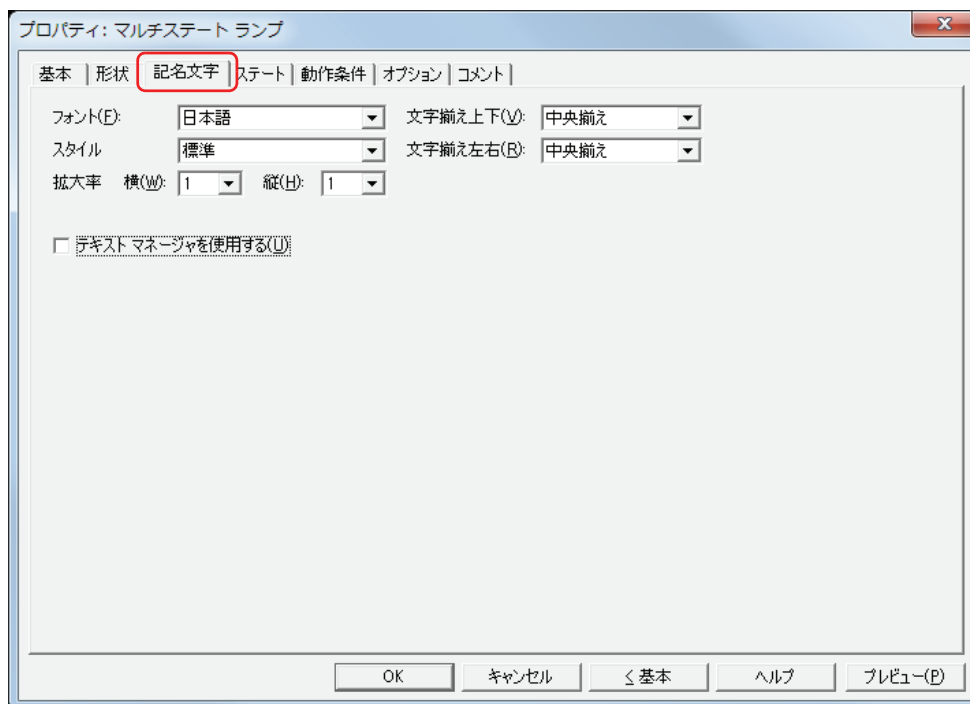 プロパティ: マルチステート ランプ
基本 形状 記名文字 ステート 動作条件 オプション コメント
フォント(F): 日本語 文字揃え上下(V): 中央揃え
スタイル 標準 文字揃え左右(R): 中央揃え
拡大率 横(W): 1 縦(H): 1
テキスト マネージャを使用する(U)
OK キャンセル < 基本 ヘルプ プレビュー(P)